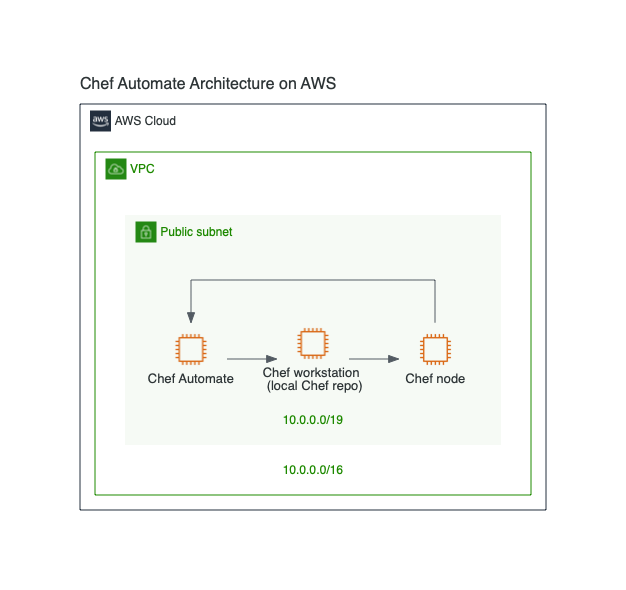 Chef Automate Architecture on AWS
aws
AWS Cloud
VPC
Public subnet
Chef Automate
Chef workstation
(local Chef repo)
Chef node
10.0.0.0/19
10.0.0.0/16